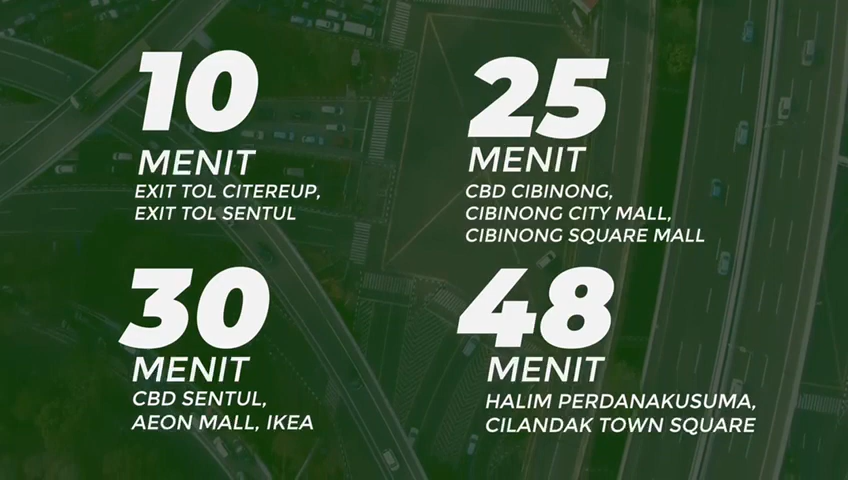 10
MENIT
EXIT TOL CITEREUP,
EXIT TOL SENTUL
25
MENIT
CBD CIBINONG,
CIBINONG CITY MALL,
CIBINONG SQUARE MALL
30
MENIT
CBD SENTUL,
AEON MALL, IKEA
48
MENIT
HALIM PERDANAKUSUMA,
CILANDAK TOWN SQUARE